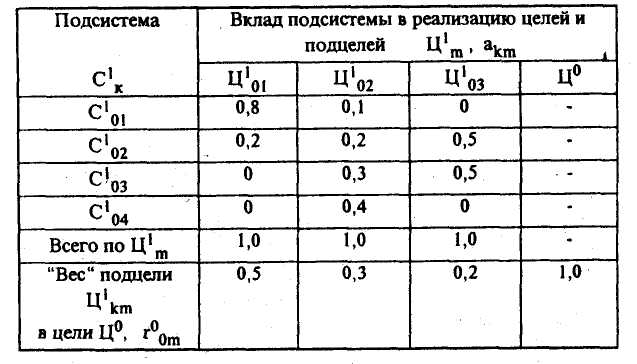 Подсистема Вклад подсистемы в реализацию целей и
подцелей Ц¹ₘ, aₖₘ
С¹ₖ Ц¹₀₁ Ц¹₀₂ Ц¹₀₃ Ц⁰
С¹₀₁ 0,8 0,1 0 -
С¹₀₂ 0,2 0,2 0,5 -
С¹₀₃ 0 0,3 0,5 -
С¹₀₄ 0 0,4 0 -
Всего по Ц¹ₘ 1,0 1,0 1,0 -
“Вес“ подцели 0,5 0,3 0,2 1,0
Ц¹ₖₘ
в цели Ц⁰, r⁰₀ₘ